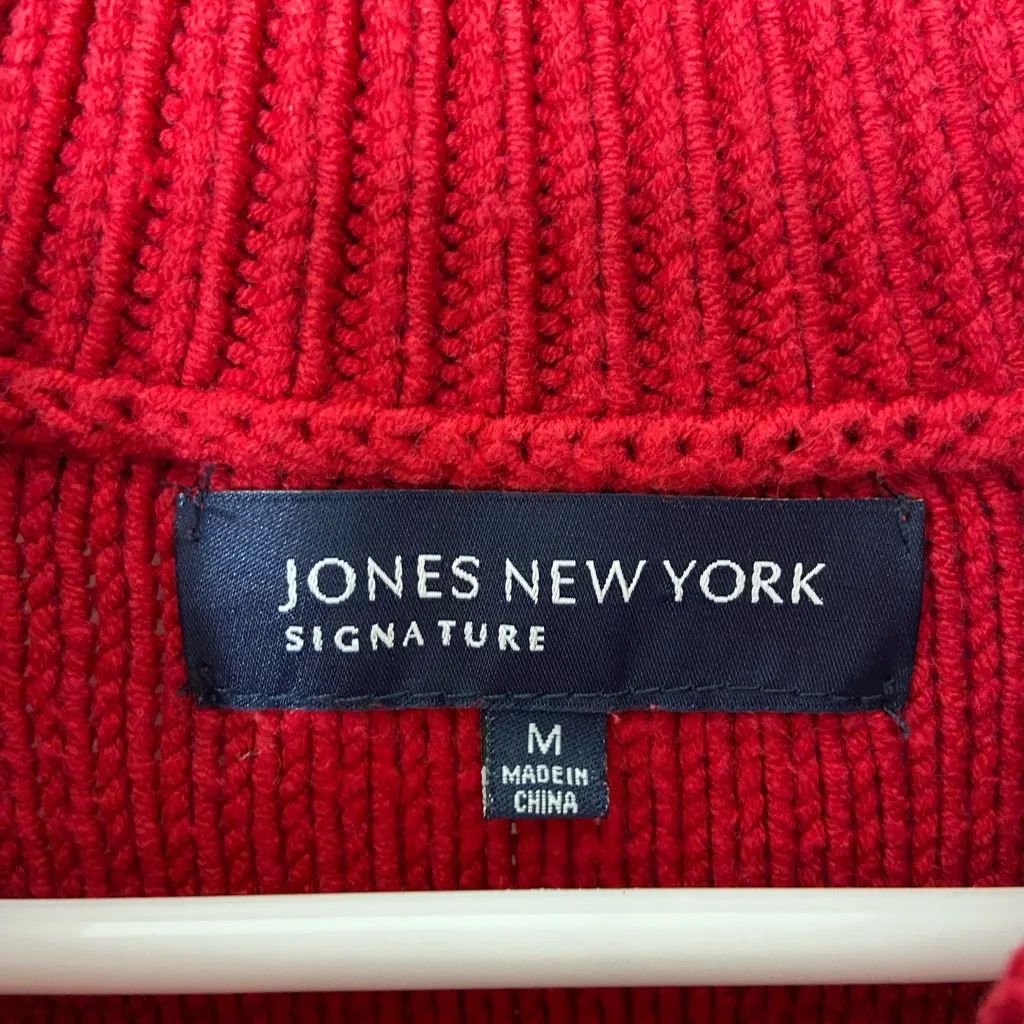 JONES NEW YORK
SIGNATURE
M
MADE IN
CHINA